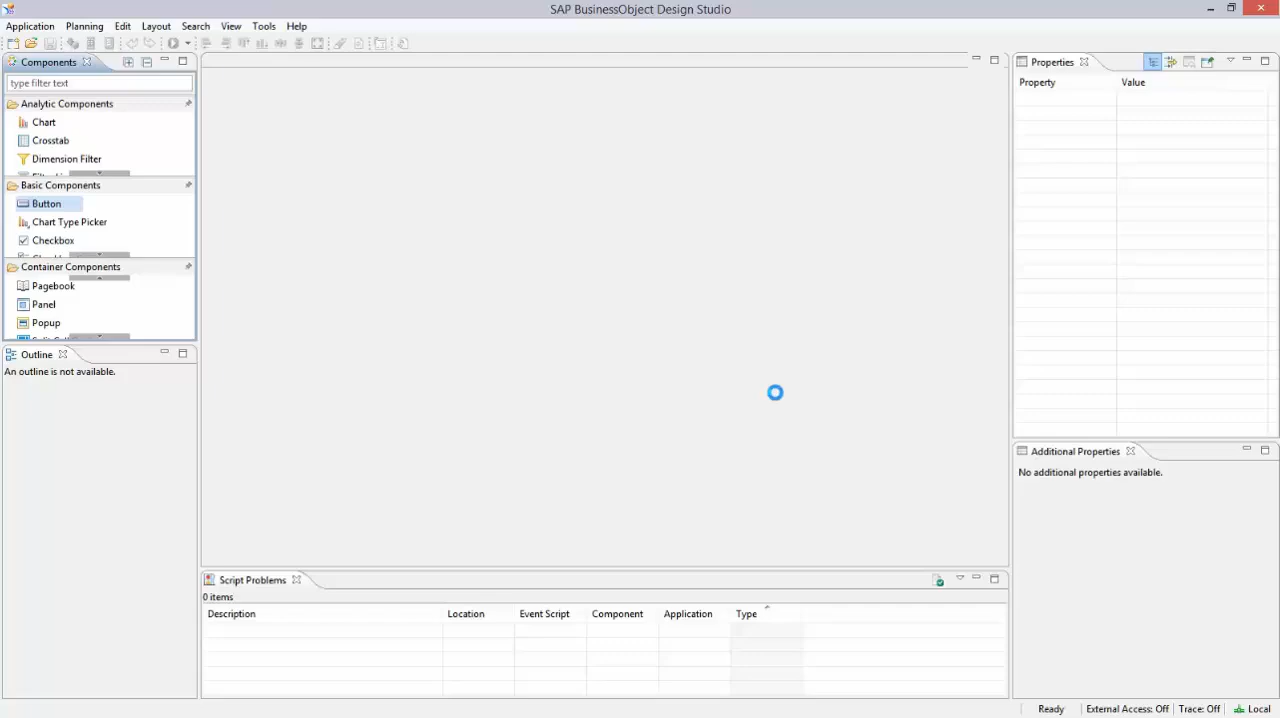 SAP BusinessObject Design Studio
Application Planning Edit Layout Search View Tools Help
Components
type filter text
Analytic Components
Chart
Crosstab
Dimension Filter
Basic Components
Button
Chart Type Picker
Checkbox
Container Components
Pagebook
Panel
Popup
Outline
An outline is not available.
Script Problems
0 items
Description Location Event Script Component Application Type
Properties
Property Value
Additional Properties
No additional properties available.
Ready External Access: Off Trace: Off Local